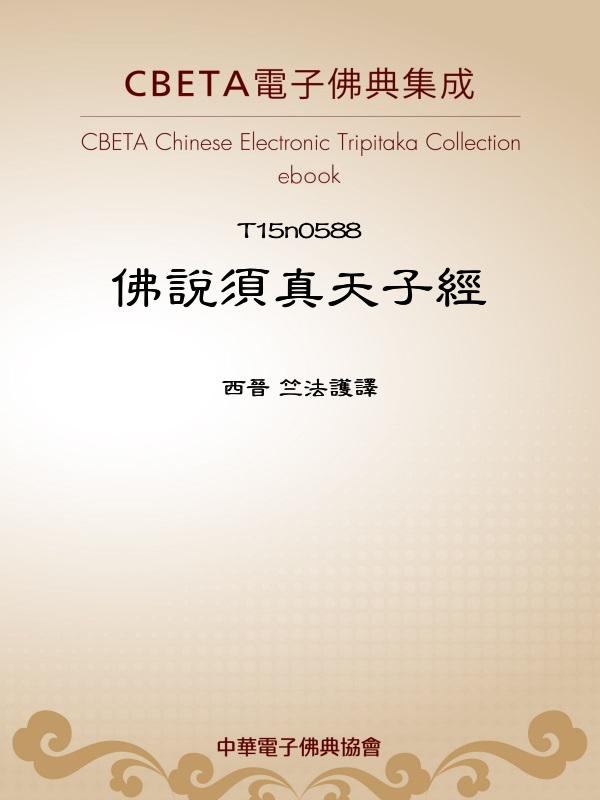 CBETA電子佛典集成
CBETA Chinese Electronic Tripitaka Collection
ebook
T15n0588
佛說須真天子經
西晉 竺法護譯
中華電子佛典協會